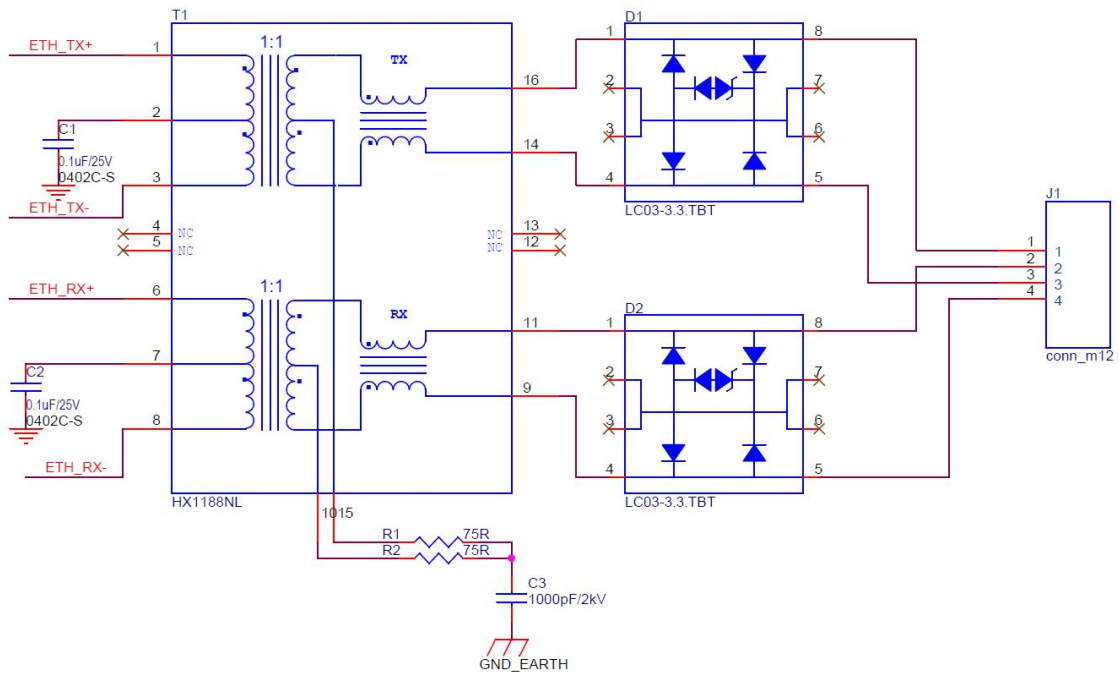 T1
D1
ETH_TX+
1
1:1
TX
16
1
8
2
7
2
C1
3
6
0.1uF/25V
0402C-S
14
3
4
5
ETH_TX-
LC03-3.3.TBT
J1
4
NC
NC
13
5
NC
NC
12
1
1
2
2
3
3
4
4
ETH_RX+
6
1:1
RX
D2
11
1
8
conn_m12
7
C2
2
7
0.1uF/25V
9
0402C-S
8
3
6
ETH_RX-
4
5
HX1188NL
LC03-3.3.TBT
1015
R1
75R
R2
75R
C3
1000pF/2kV
GND_EARTH